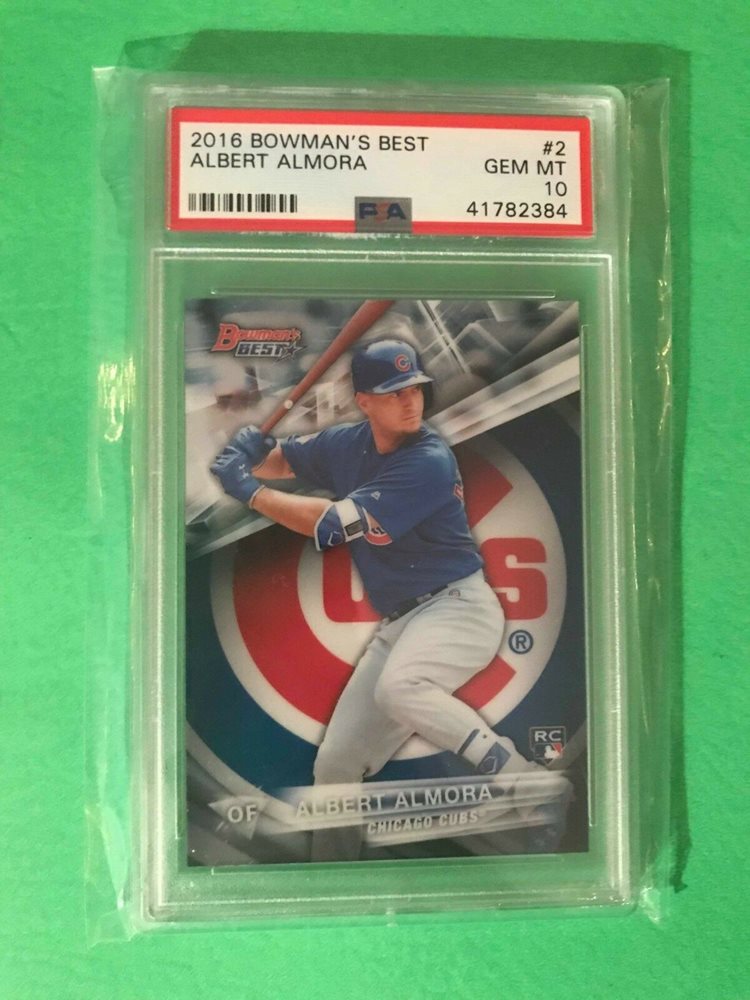 2016 BOWMAN'S BEST #2
ALBERT ALMORA GEM MT
10
PSA 41782384
Bowman's
BEST
C
CUBS
®
RC
OF ALBERT ALMORA
CHICAGO CUBS®